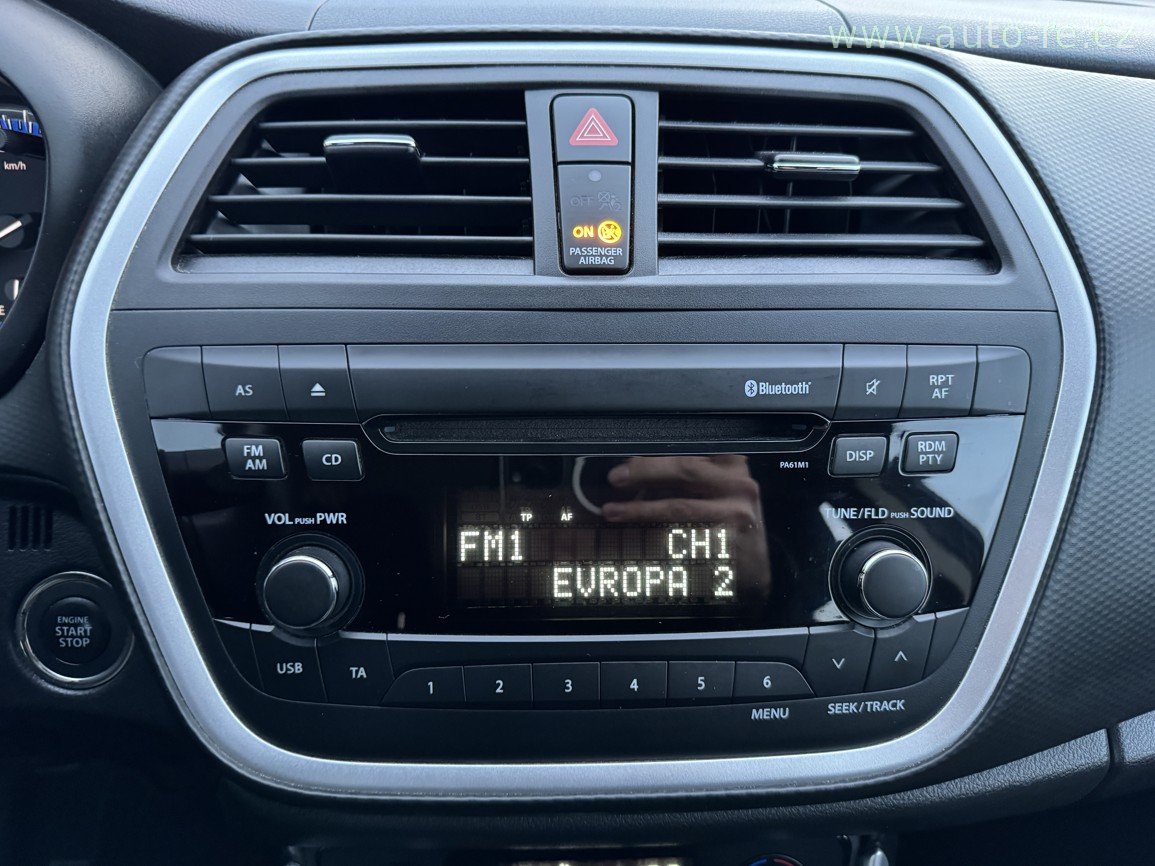 www.auto-fe.cz
km/h
OFF
ON
PASSENGER
AIRBAG
AS
Bluetooth
RPT
AF
FM
AM
CD
PA61M1
DISP
RDM
PTY
VOL PUSH PWR
TUNE/FLD PUSH SOUND
TP AF
FM1 CH1
EVROPA 2
ENGINE
START
STOP
USB
TA
1
2
3
4
5
6
MENU
SEEK/TRACK
E